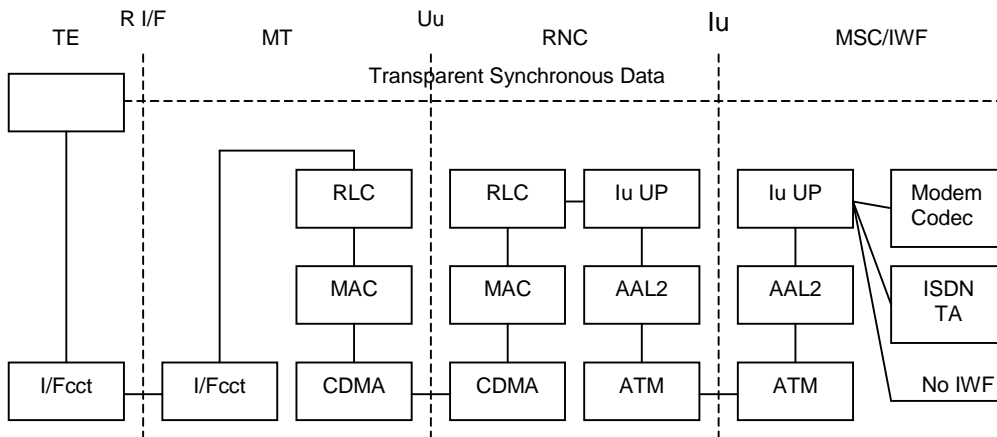 R I/F Uu Iu
TE MT RNC MSC/IWF
Transparent Synchronous Data
RLC RLC Iu UP Iu UP Modem
Codec
MAC MAC AAL2 AAL2 ISDN
TA
I/Fcct I/Fcct CDMA CDMA ATM ATM No IWF